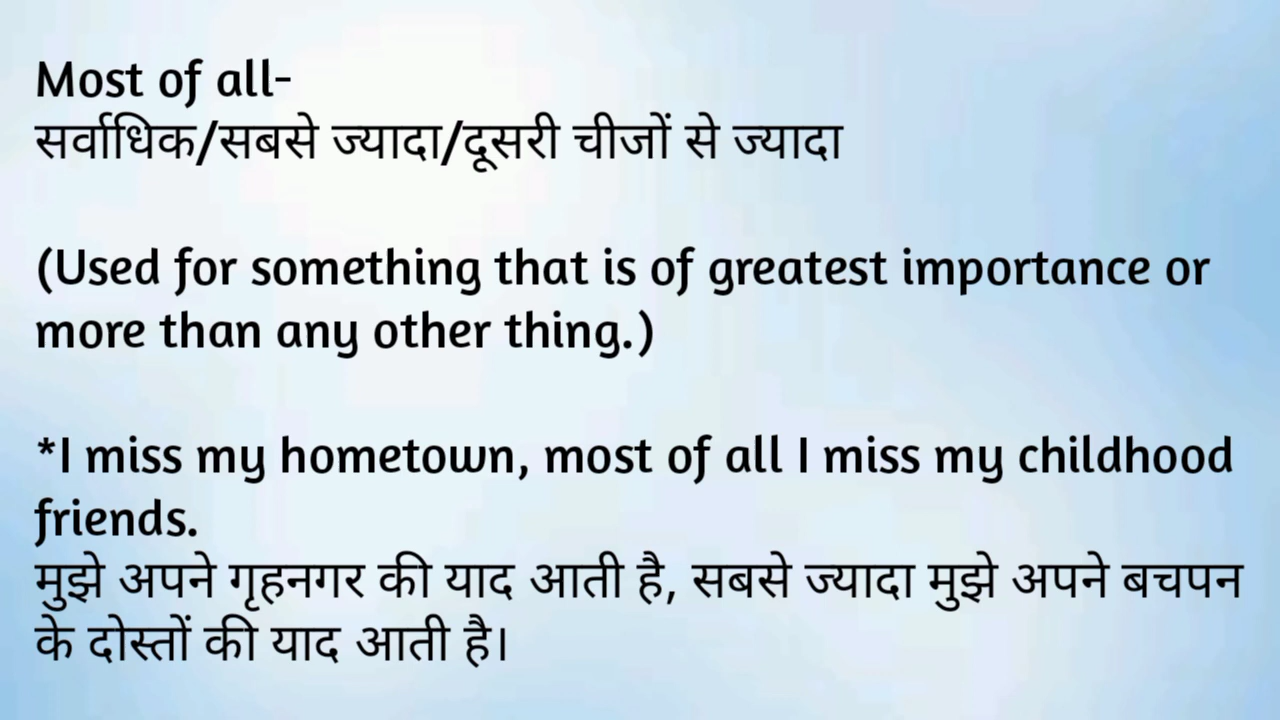 Most of all-
सर्वाधिक/सबसे ज्यादा/दूसरी चीजों से ज्यादा
(Used for something that is of greatest importance or
more than any other thing.)
*I miss my hometown, most of all I miss my childhood
friends.
मुझे अपने गृहनगर की याद आती है, सबसे ज्यादा मुझे अपने बचपन
के दोस्तों की याद आती है।